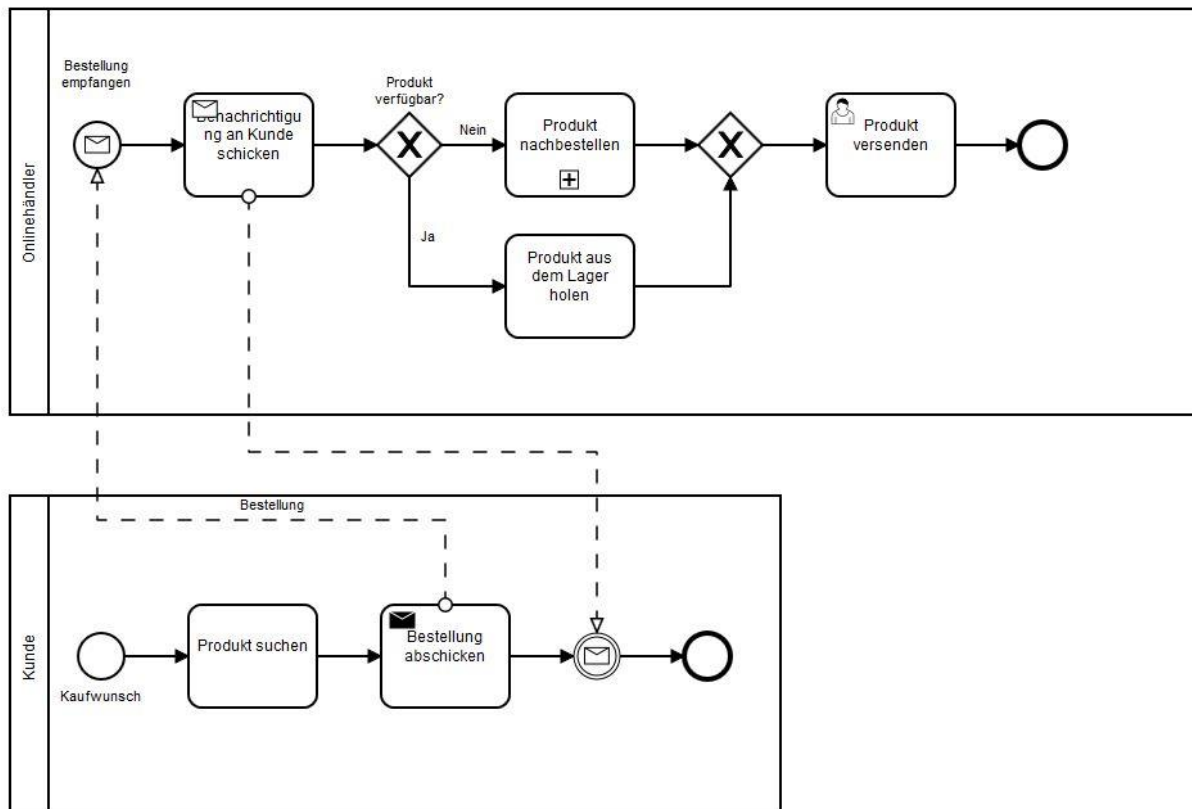 Onlinehändler
Bestellung
empfangen
Benachrichtigu
ng an Kunde
schicken
Produkt
verfügbar?
Nein
Ja
Produkt
nachbestellen
Produkt aus
dem Lager
holen
Produkt
versenden
Kunde
Bestellung
Kaufwunsch
Produkt suchen
Bestellung
abschicken